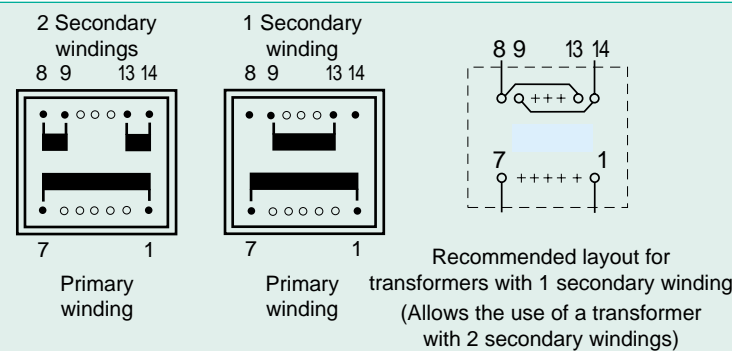 2 Secondary
windings
8 9 13 14
7 1
Primary
winding
1 Secondary
winding
8 9 13 14
7 1
Primary
winding
8 9 13 14
+++
7 1
+++++
Recommended layout for
transformers with 1 secondary winding
(Allows the use of a transformer
with 2 secondary windings)